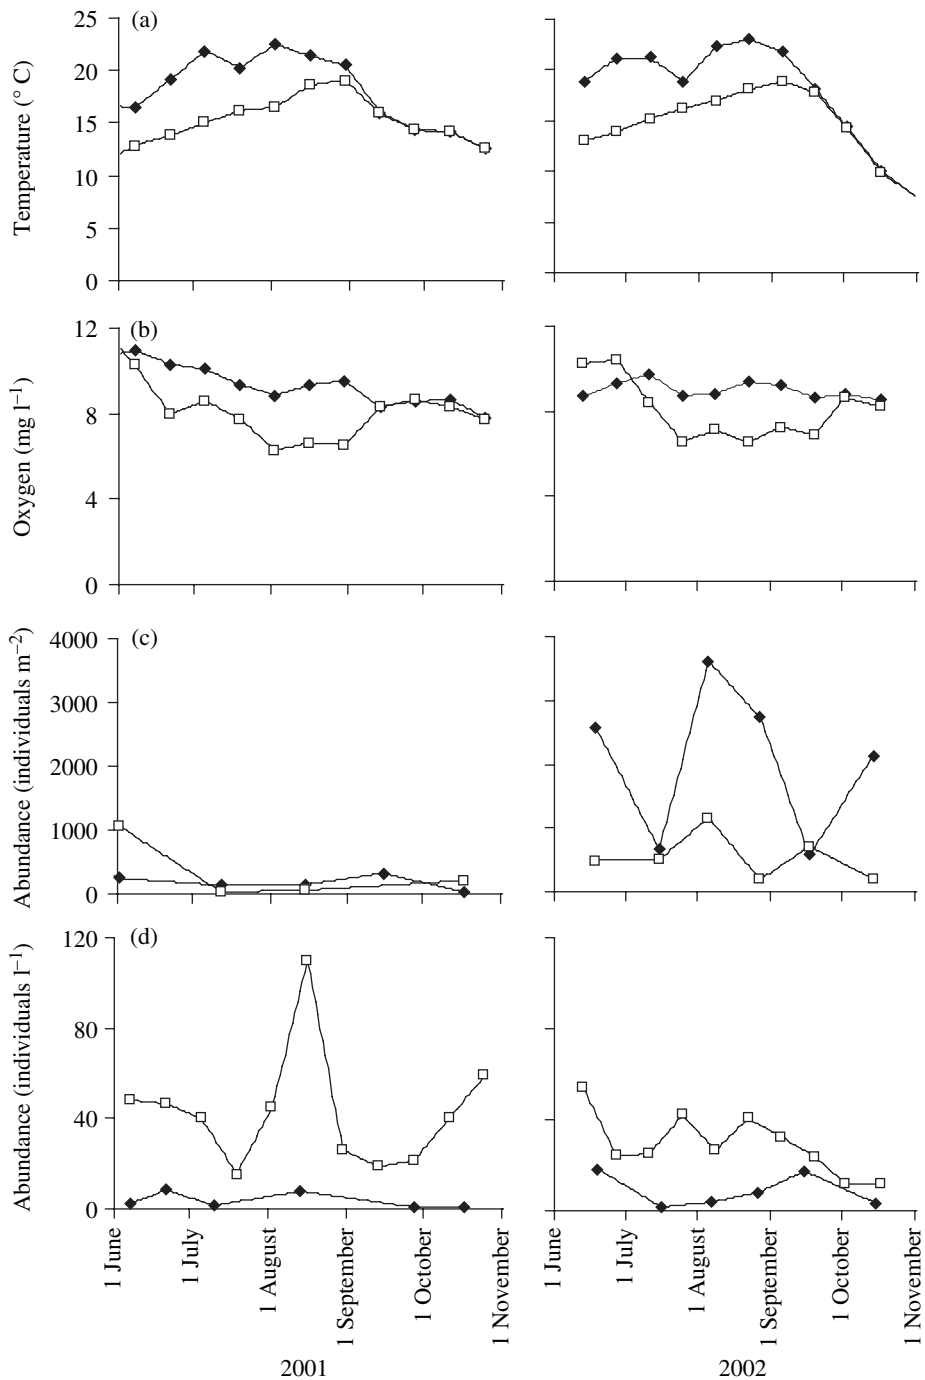 (a)
Temperature (° C)
25
20
15
10
5
0
(b)
Oxygen (mg l⁻¹)
12
8
4
0
(c)
Abundance (individuals m⁻²)
4000
3000
2000
1000
0
(d)
Abundance (individuals l⁻¹)
120
80
40
0
1 June
1 July
1 August
1 September
1 October
1 November
1 June
1 July
1 August
1 September
1 October
1 November
2001
2002